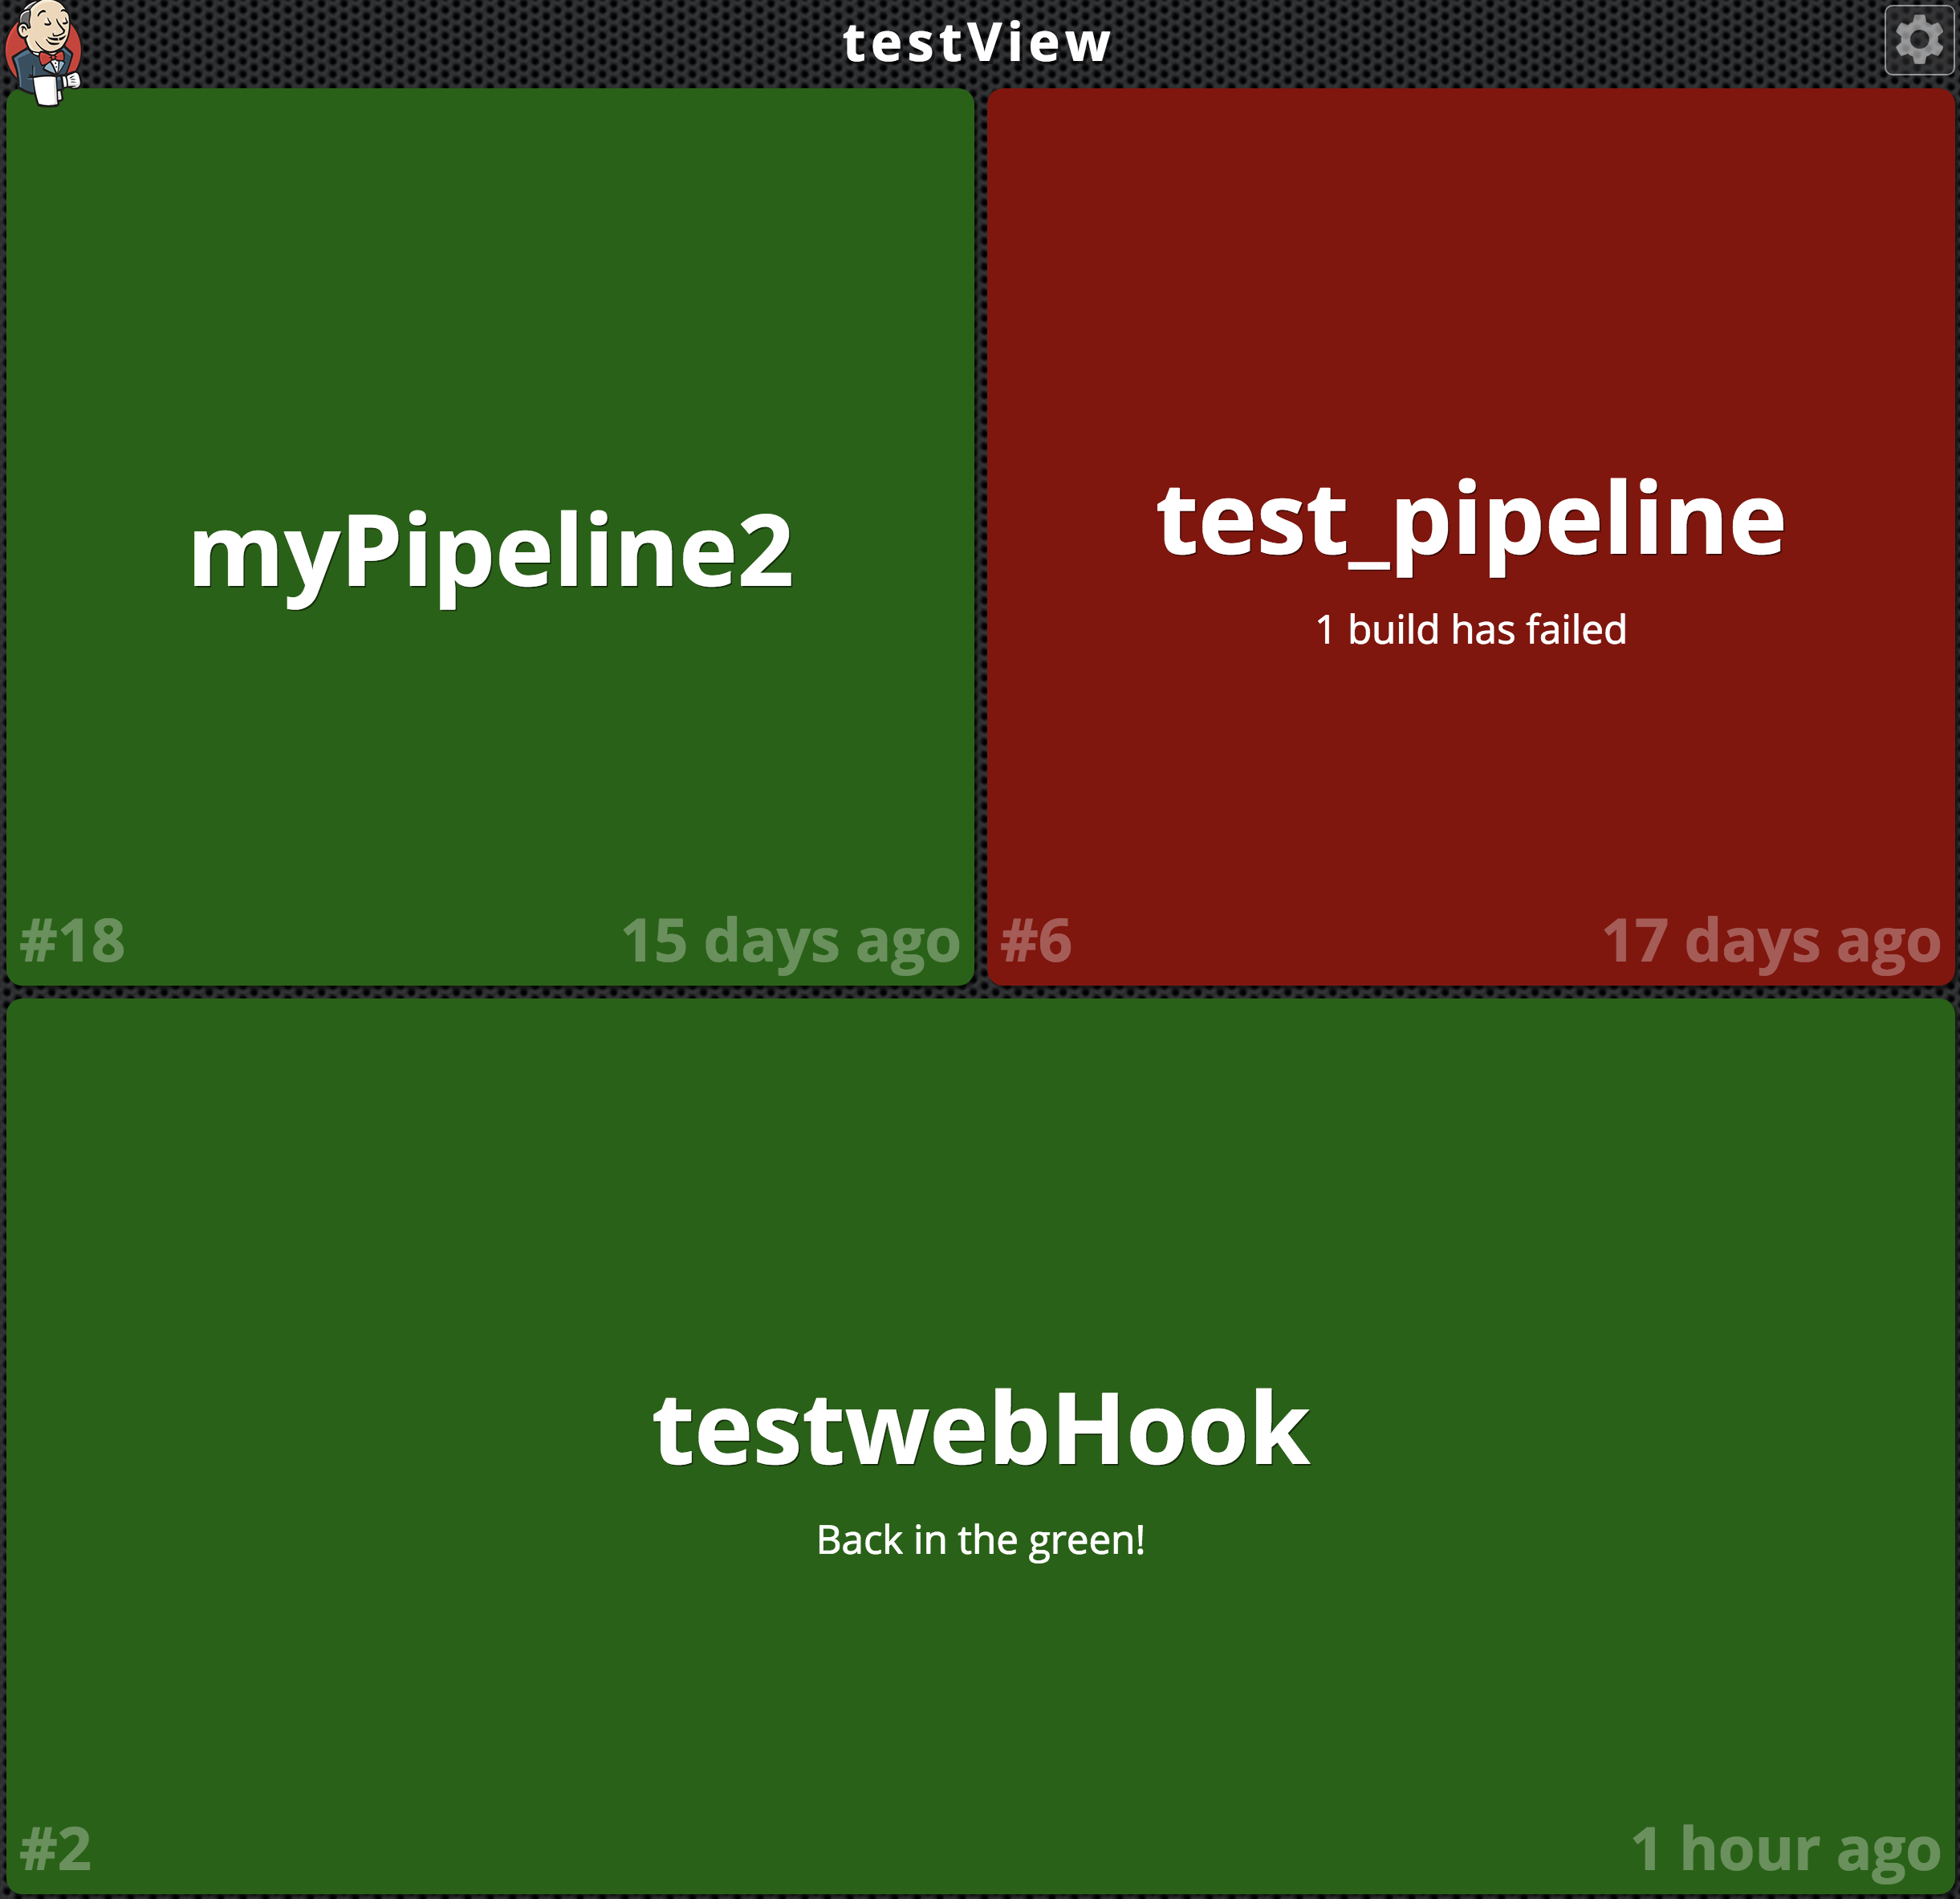 testView
myPipeline2
#18 15 days ago
test_pipeline
1 build has failed
#6 17 days ago
testwebHook
Back in the green!
#2 1 hour ago